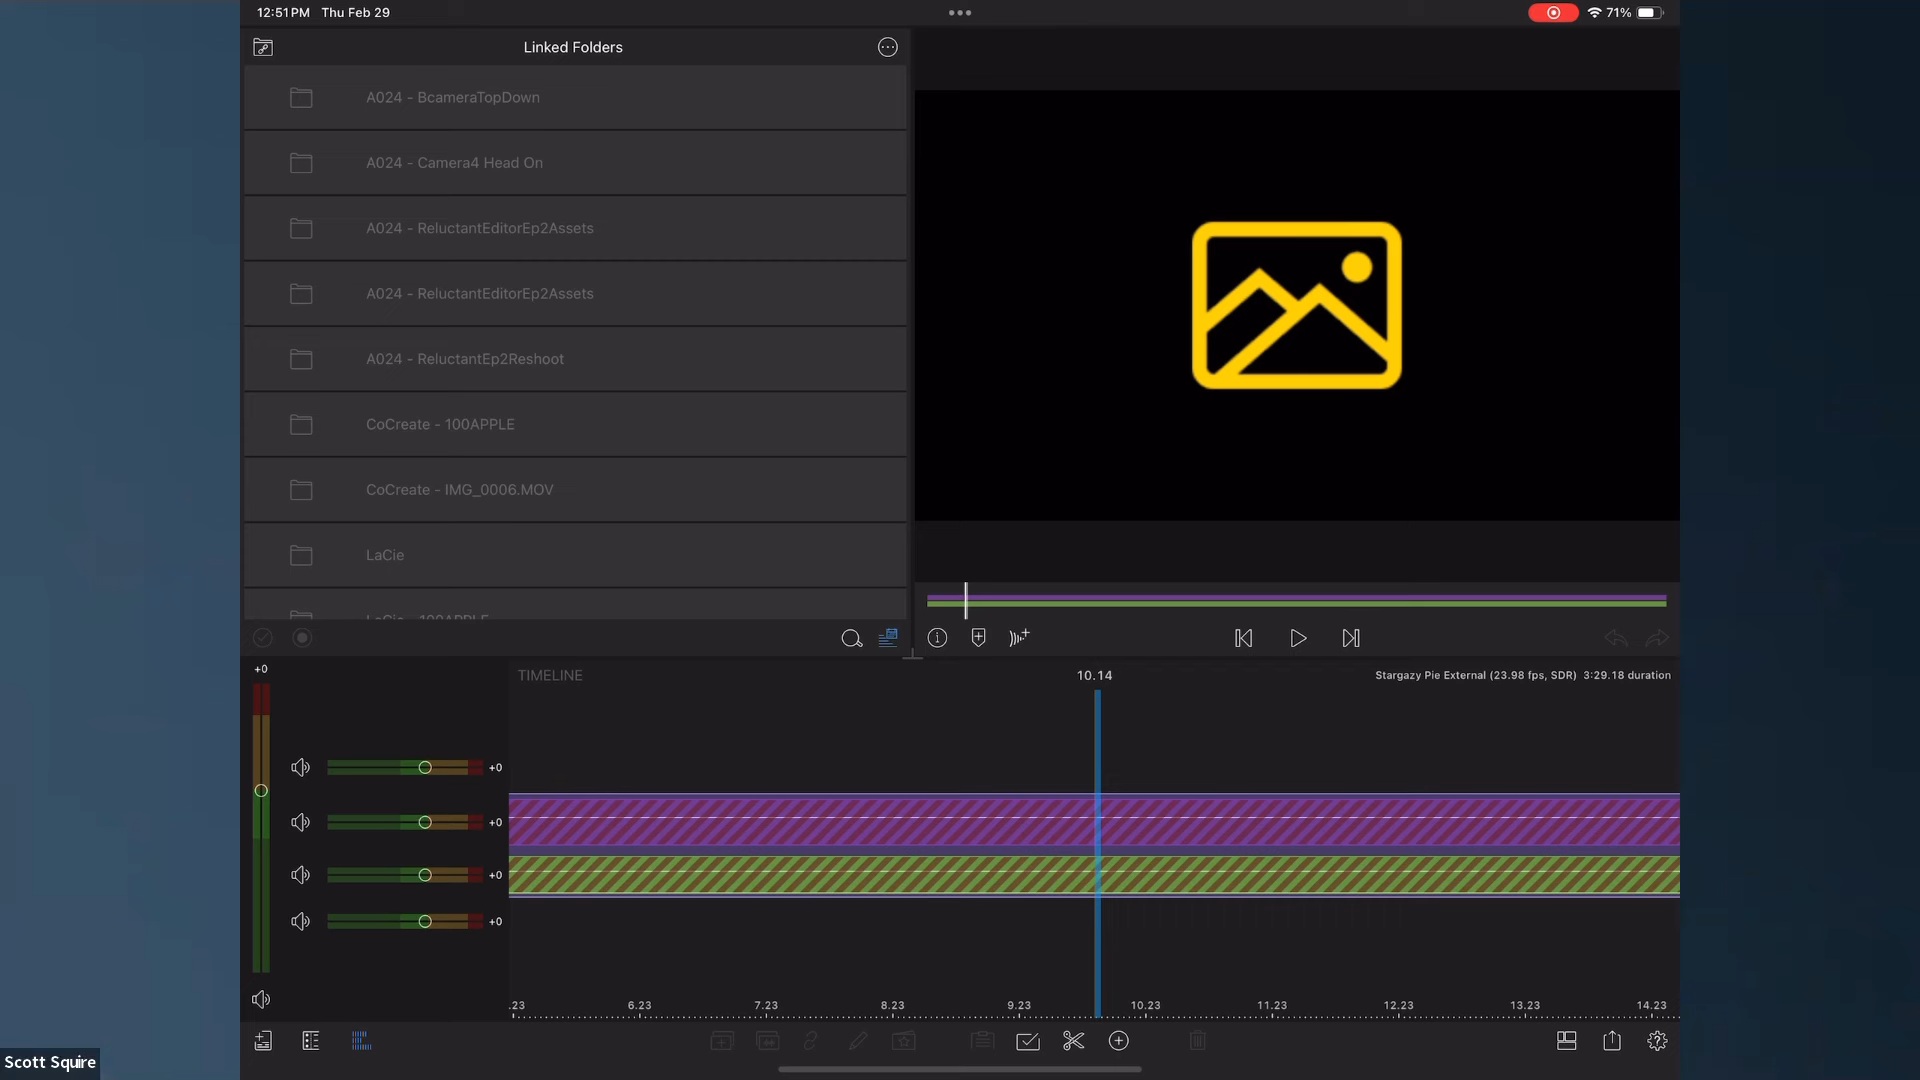 12:51PM Thu Feb 29
71%
Linked Folders
A024 - BcameraTopDown
A024 - Camera4 Head On
A024 - ReluctantEditorEp2Assets
A024 - ReluctantEditorEp2Assets
A024 - ReluctantEp2Reshoot
CoCreate - 100APPLE
CoCreate - IMG_0006.MOV
LaCie
LaCie - 100APPLE
+0
TIMELINE
10.14
Stargazy Pie External (23.98 fps, SDR) 3:29.18 duration
+0
+0
+0
+0
.23 6.23 7.23 8.23 9.23 10.23 11.23 12.23 13.23 14.23
Scott Squire